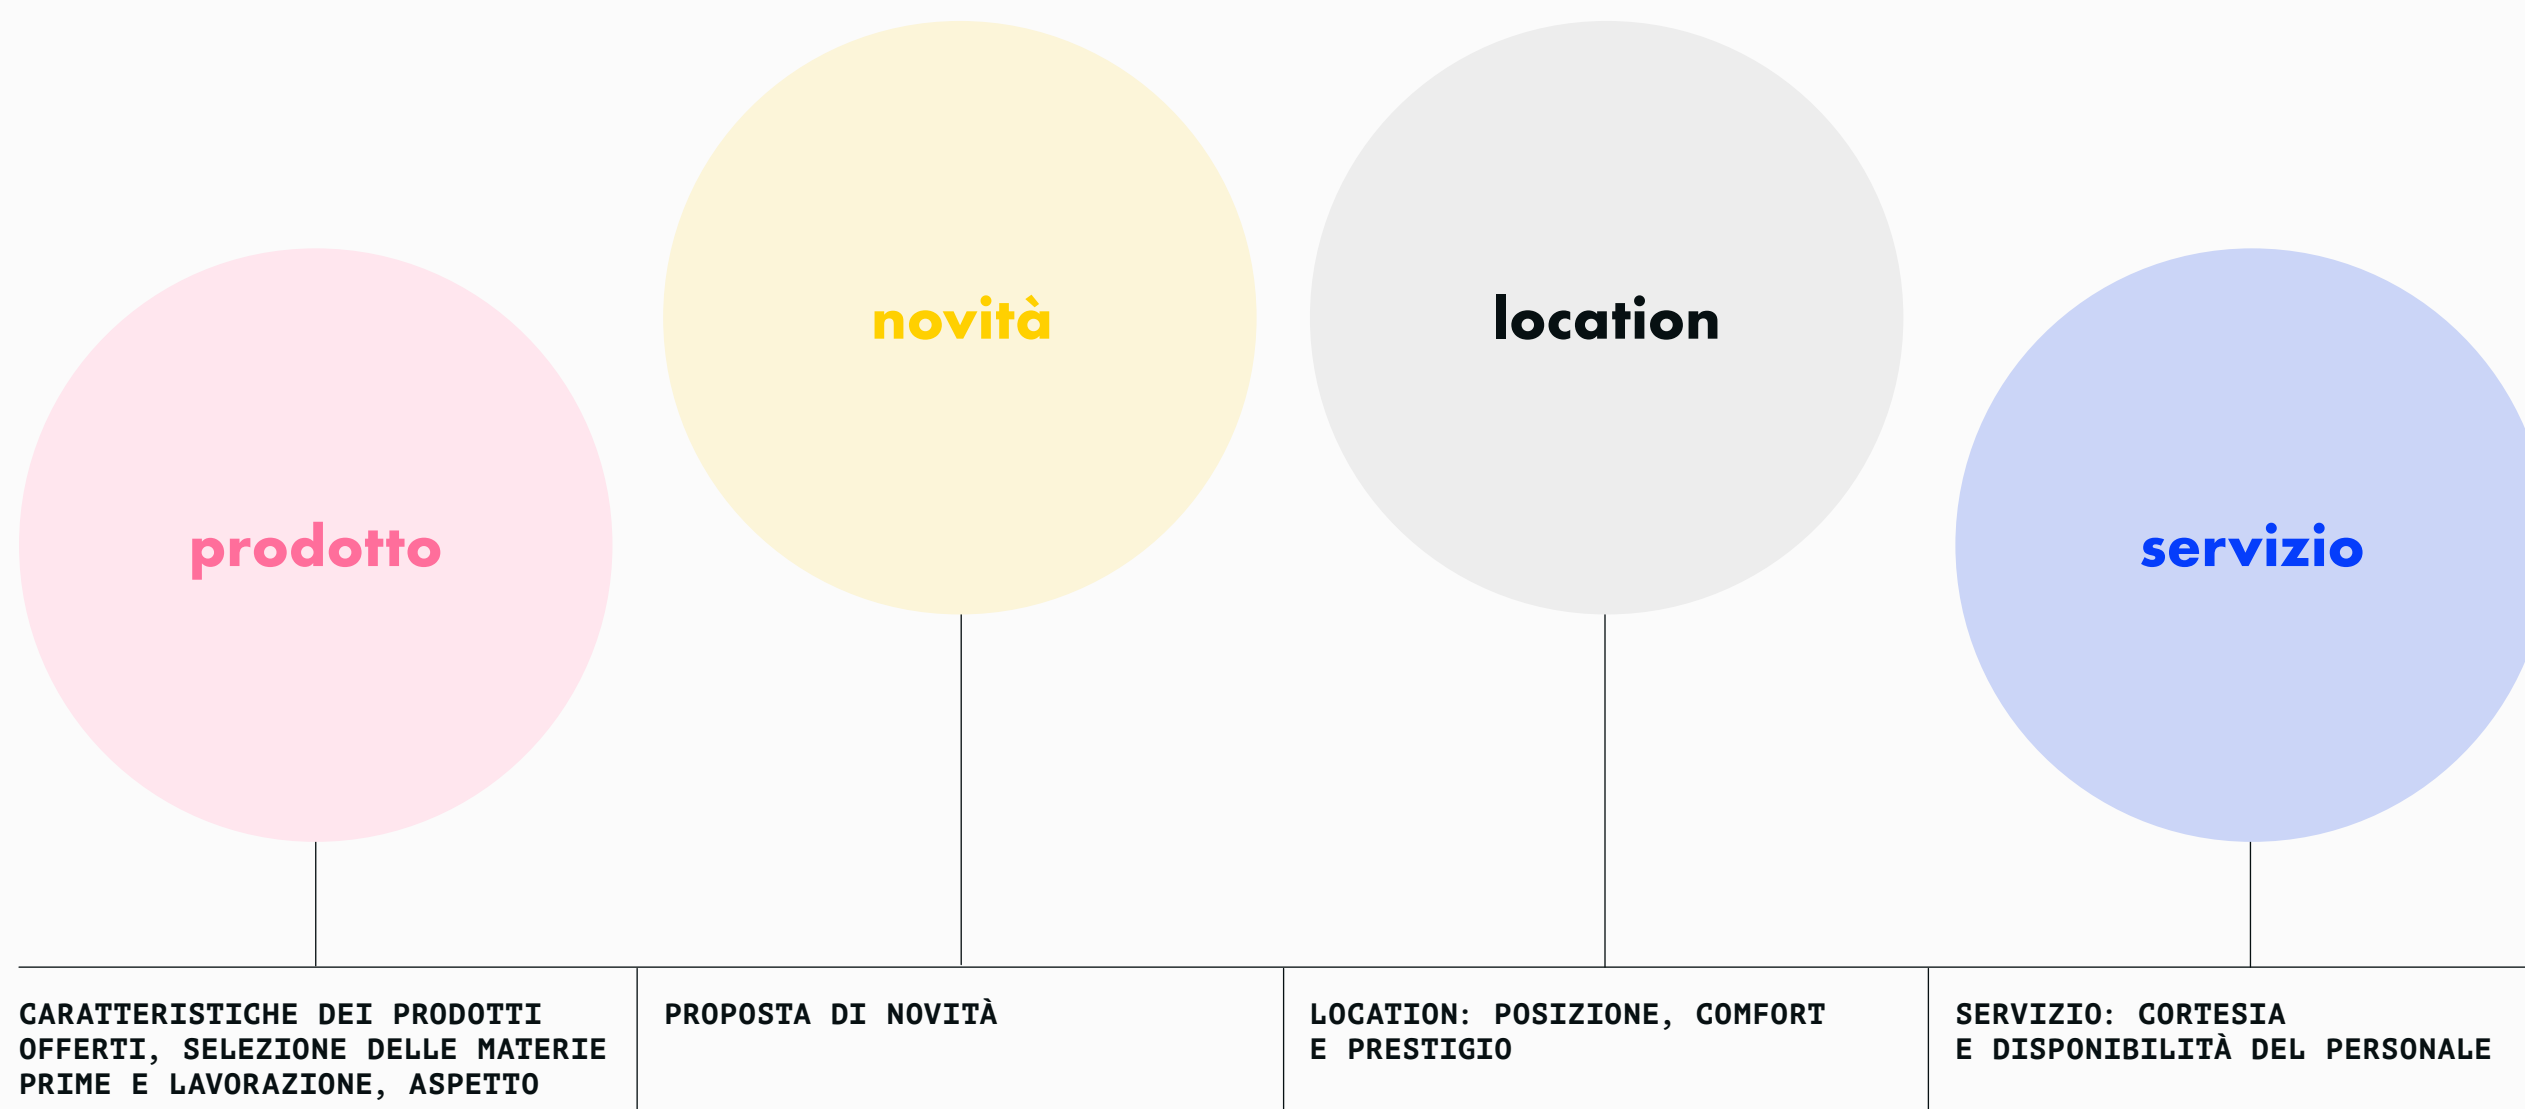 prodotto
novità
location
servizio
CARATTERISTICHE DEI PRODOTTI
OFFERTI, SELEZIONE DELLE MATERIE
PRIME E LAVORAZIONE, ASPETTO
PROPOSTA DI NOVITÀ
LOCATION: POSIZIONE, COMFORT
E PRESTIGIO
SERVIZIO: CORTESIA
E DISPONIBILITÀ DEL PERSONALE